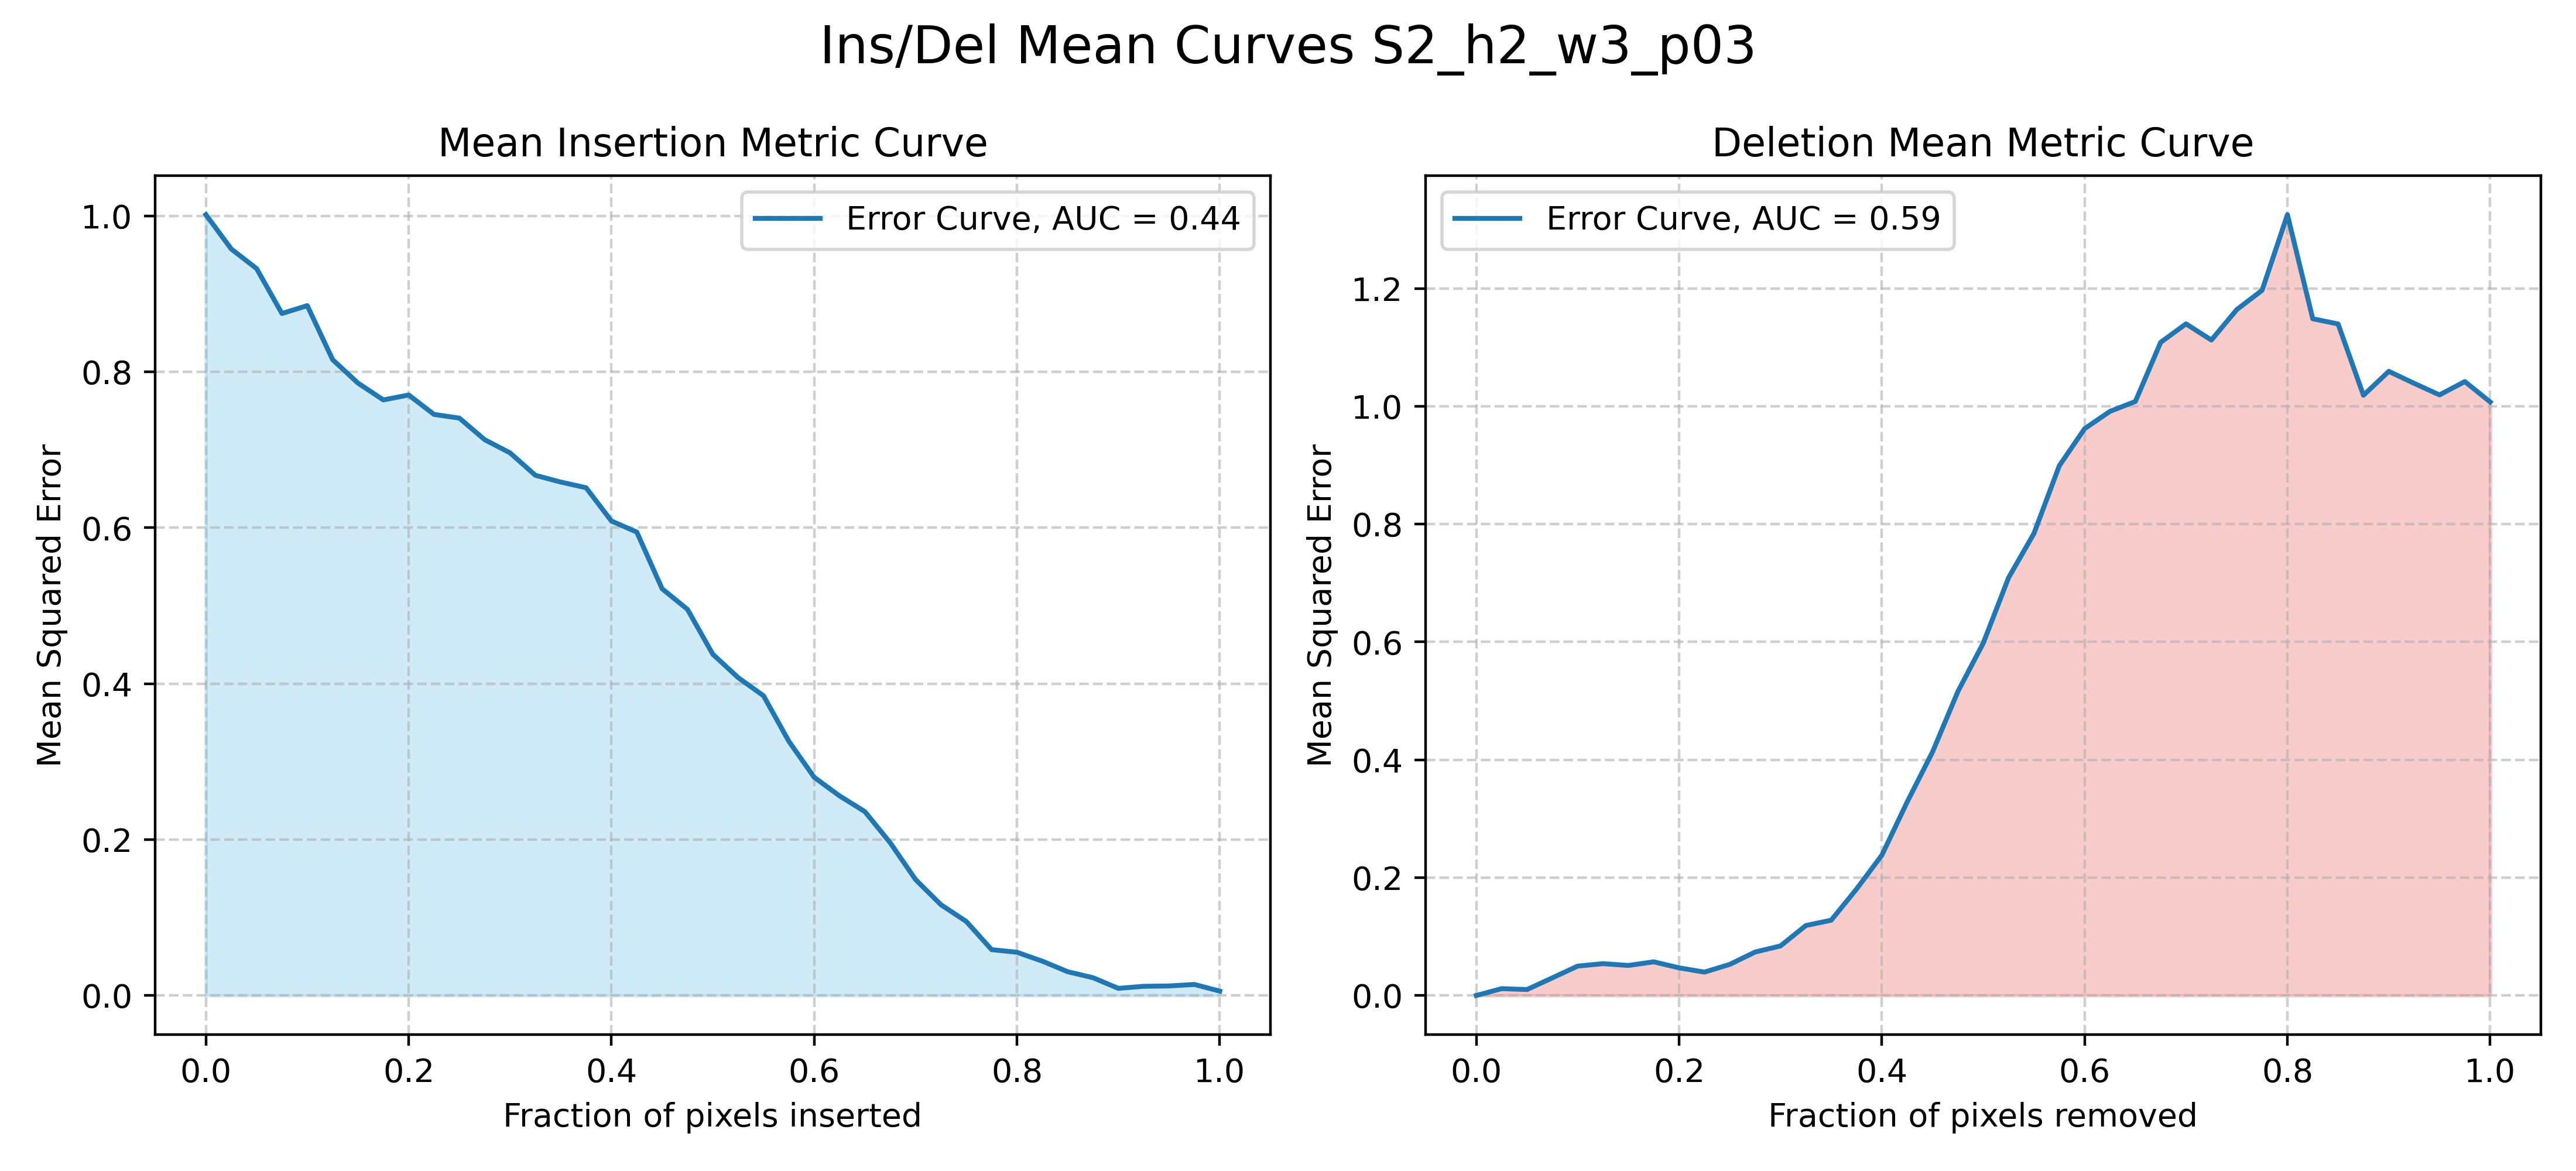 Ins/Del Mean Curves S2_h2_w3_p03
Mean Insertion Metric Curve
Error Curve, AUC = 0.44
1.0
0.8
0.6
0.4
0.2
0.0
Mean Squared Error
0.0 0.2 0.4 0.6 0.8 1.0
Fraction of pixels inserted
Deletion Mean Metric Curve
Error Curve, AUC = 0.59
1.2
1.0
0.8
0.6
0.4
0.2
0.0
Mean Squared Error
0.0 0.2 0.4 0.6 0.8 1.0
Fraction of pixels removed